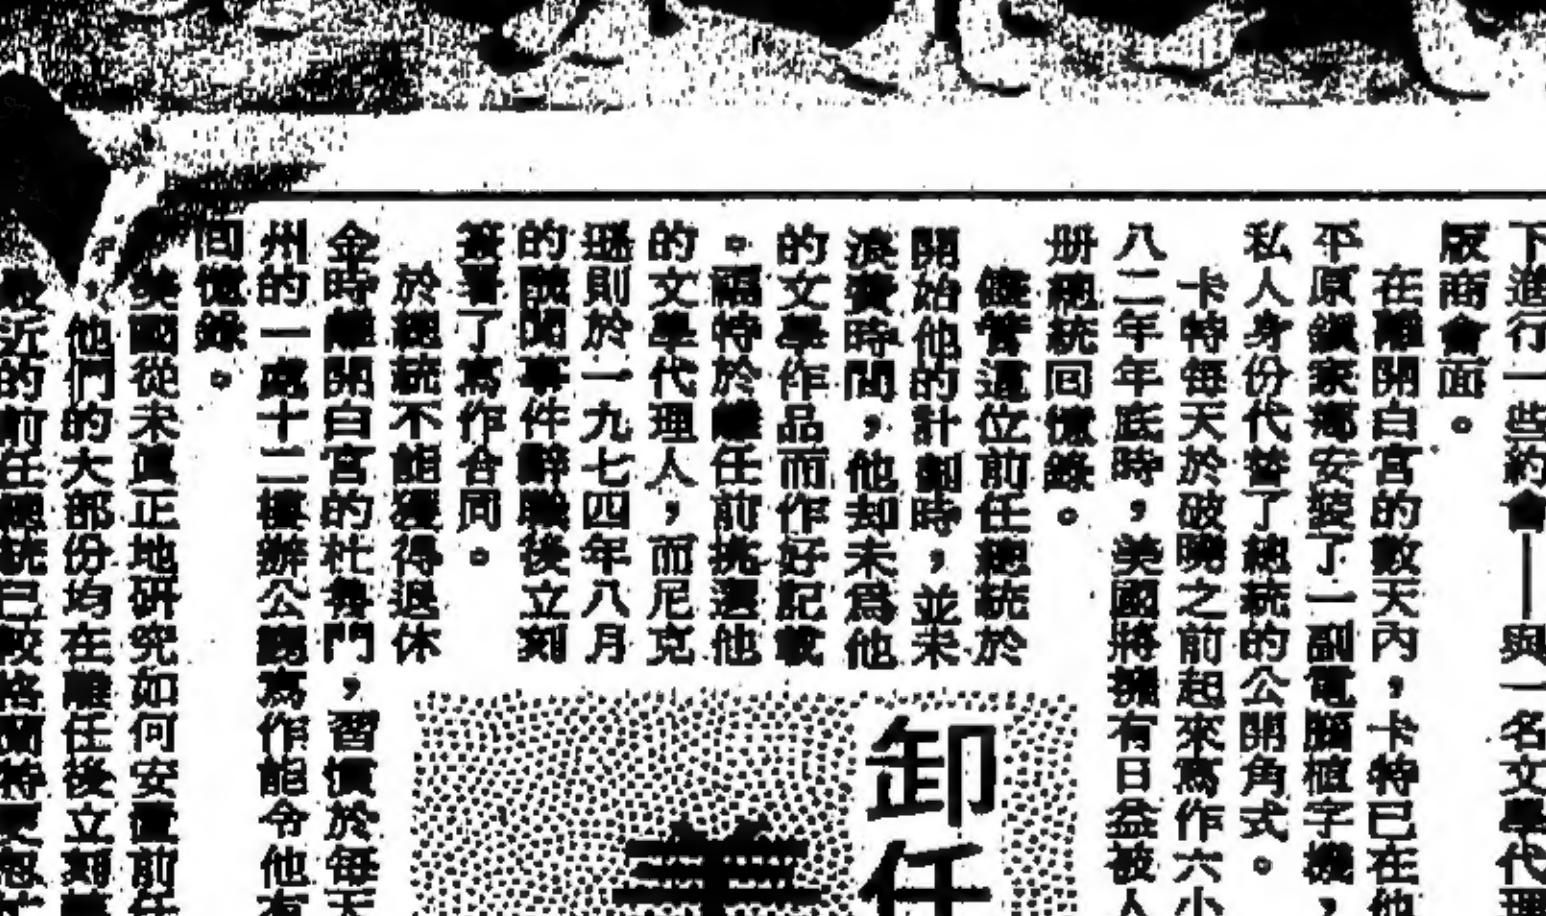 下進行一些約會——與一名文學代理
版商會面。
在離開白宮的數天內，卡特已在他
平原鎮家鄉安裝了一副電腦植字機，
私人身份代替了總統的公開角式。
卡特每天於破曉之前起來寫作六小
八二年年底時，美國將擁有日益被人
册總統回憶錄。
儘管這位前任總統於
開始他的計劃時，並未
浪費時間，他却未爲他
的文學作品而作好記載
。福特於離任前挑選他
的文學代理人，而尼克
遜則於一九七四年八月
的醜聞事件辭職後立刻
簽署了寫作合同。
於總統不能獲得退休
金時離開白宮的杜魯門，習慣於每天
州的一處十二樓辦公 寫作能令他有
回憶錄。
美國從未真正地研究如何安置前任
，他們的大部份均在離任後立刻
最近的前任總統已較格蘭特更
卸任
美